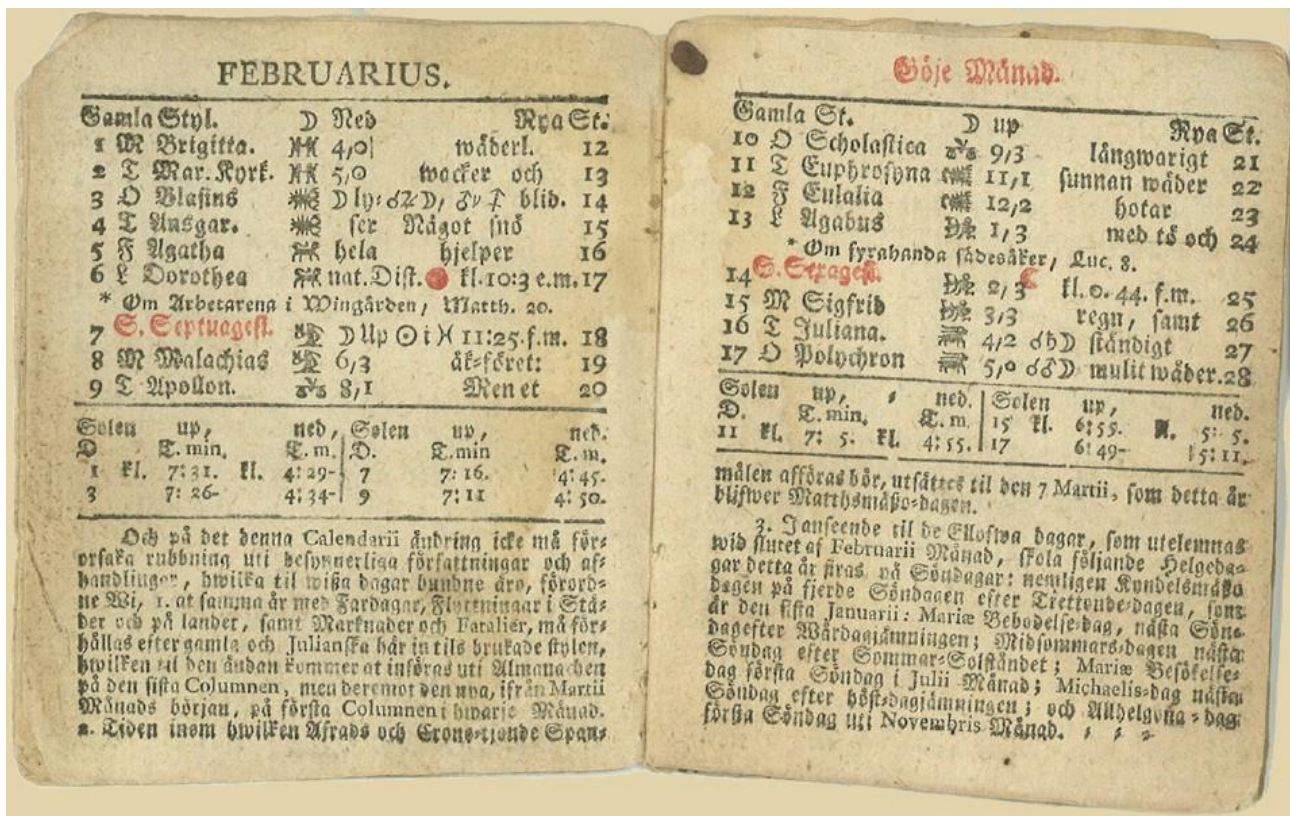 FEBRUARIUS.
Gamla Styl. ☽ Ned Nya St.
1 M Brigitta. 4,0 wäderl. 12
2 T Mar. Kyrk. 5,0 wacker och 13
3 O Blasius ☽ ly: ☌♃☽, blid. 14
4 T Ansgar. ser Något snö 15
5 F Agatha hela hjelper 16
6 L Dorothea nat. Dist. kl. 10:3 e.m. 17
* Om Arbetarena i Wingården, Matth. 20.
7 S. Septuages. ☽ Up ☉ i ♓ 11:25. f.m. 18
8 M Malachias 6,3 åk-föret: 19
9 T Apollon. 8,1 Men et 20
Solen up, ned, Solen up, ned.
D T. min. T. m. D. T. min T. m.
1 kl. 7:31. kl. 4:29- 7 7:16. 4:45.
3 7:26- 4:34- 9 7:11 4:50.
Och på det denna Calendarii ändring icke må för-
orsaka rubbning uti besynnerliga författningar och af-
handlingar, hwilka til wißa dagar bundne äro, förord-
ne Wi, 1. at samma år med Fardagar, Flyttningar i Stä-
der och på landet, samt Marknader och Fatalier, må för-
hållas efter gamla och Julianska här in tils brukade stylen,
hwilken til den ändan kommer at införas uti Almanachen
på den sista Columnen, men deremot den nya, ifrån Martii
Månads början, på första Columnen i hwarje Månad.
2. Tiden inom hwilken Afrads och Crono-tjonde Span-
Göje Månad.
Gamla St. ☽ up Nya St.
10 O Scholastica 9/3 långwarigt 21
11 T Euphrosyna 11,1 sunnan wäder 22
12 F Eulalia 12,2 hotar 23
13 L Agabus 1/3 med tö och 24
* Om fyrahanda sädesåker, Luc. 8.
14 S. Sexages. 2/3 ☾ kl. 0. 44. f.m. 25
15 M Sigfrid 3/3 regn, samt 26
16 T Juliana. 4/2 ☌♄☽ ständigt 27
17 O Polychron 5,0 ☌♂☽ mulit wäder. 28
Solen up, ned. Solen up, ned.
D. T. min. T. m.
11 kl. 7: 5. kl. 4:55. 15 kl. 6:55. kl. 5: 5.
17 6:49- 5:11.
målen afföras bör, utsättes til den 7 Martii, som detta år
blifwer Matthsmäßo-dagen.
3. I anseende til de Ellofwa dagar, som utelemnas
wid slutet af Februarii Månad, skola följande Helgeda-
gar detta år firas på Söndagar: nemligen Kyndelsmäßo
dagen på fjerde Söndagen efter Trettonde-dagen, som
är den sista Januarii: Mariæ Bebodelse-dag, nästa Sön-
dag efter Wårdagjämningen; Midsommars-dagen nästa
Söndag efter Sommar-Solståndet; Mariæ Besökelse-
dag första Söndag i Julii Månad; Michaelis-dag nästa
Söndag efter höst-dagjämningen; och Allhelgona-dag
första Söndag uti Novembris Månad.